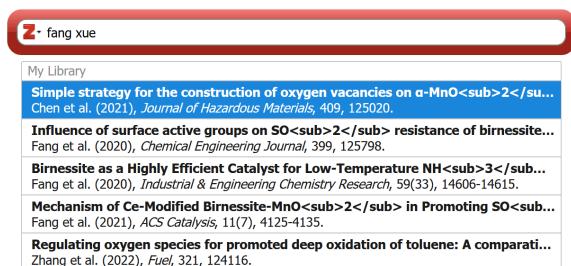 Z fang xue
My Library
Simple strategy for the construction of oxygen vacancies on α-MnO<sub>2</su...
Chen et al. (2021), Journal of Hazardous Materials, 409, 125020.
Influence of surface active groups on SO<sub>2</sub> resistance of birnessite...
Fang et al. (2020), Chemical Engineering Journal, 399, 125798.
Birnessite as a Highly Efficient Catalyst for Low-Temperature NH<sub>3</sub...
Fang et al. (2020), Industrial & Engineering Chemistry Research, 59(33), 14606-14615.
Mechanism of Ce-Modified Birnessite-MnO<sub>2</sub> in Promoting SO<sub...
Fang et al. (2021), ACS Catalysis, 11(7), 4125-4135.
Regulating oxygen species for promoted deep oxidation of toluene: A comparati...
Zhang et al. (2022), Fuel, 321, 124116.